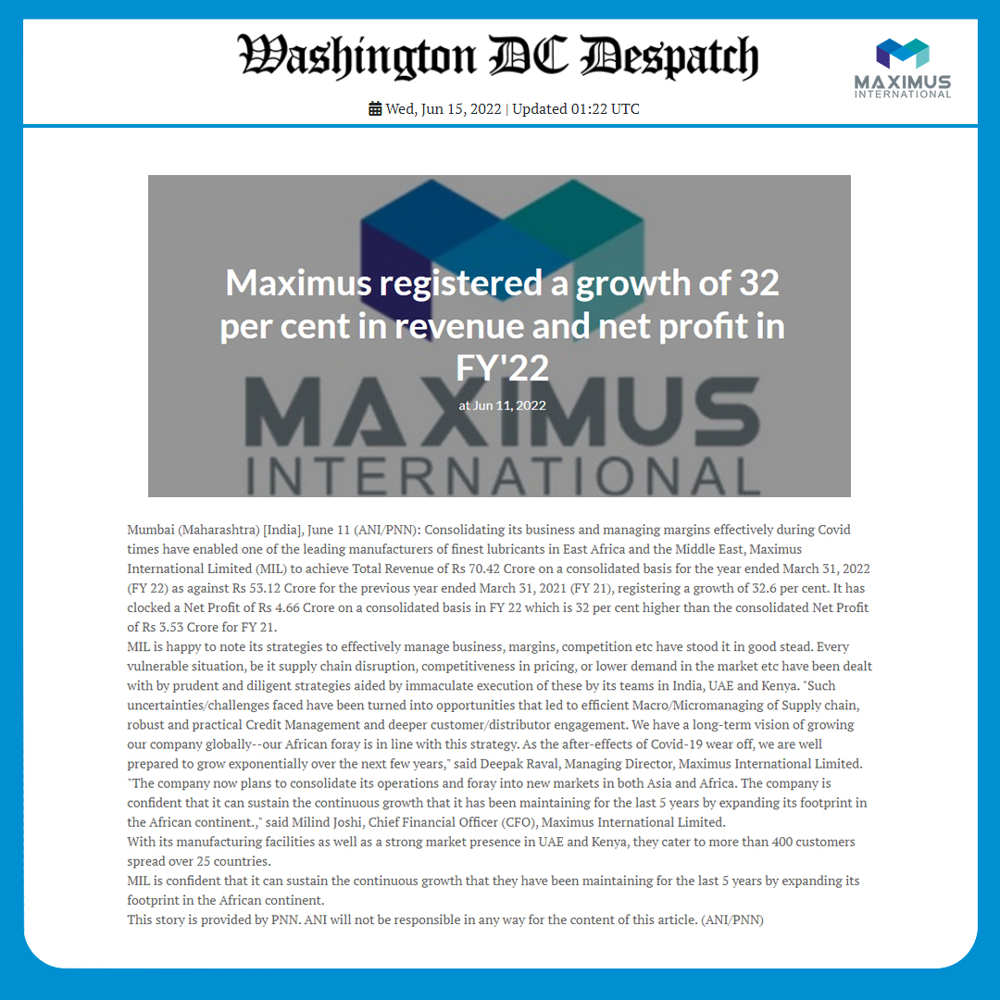 Washington DC Despatch
MAXIMUS
INTERNATIONAL
Wed, Jun 15, 2022 | Updated 01:22 UTC
Maximus registered a growth of 32
per cent in revenue and net profit in
FY'22
at Jun 11, 2022
MAXIMUS
INTERNATIONAL
Mumbai (Maharashtra) [India], June 11 (ANI/PNN): Consolidating its business and managing margins effectively during Covid
times have enabled one of the leading manufacturers of finest lubricants in East Africa and the Middle East, Maximus
International Limited (MIL) to achieve Total Revenue of Rs 70.42 Crore on a consolidated basis for the year ended March 31, 2022
(FY 22) as against Rs 53.12 Crore for the previous year ended March 31, 2021 (FY 21), registering a growth of 32.6 per cent. It has
clocked a Net Profit of Rs 4.66 Crore on a consolidated basis in FY 22 which is 32 per cent higher than the consolidated Net Profit
of Rs 3.53 Crore for FY 21.
MIL is happy to note its strategies to effectively manage business, margins, competition etc have stood it in good stead. Every
vulnerable situation, be it supply chain disruption, competitiveness in pricing, or lower demand in the market etc have been dealt
with by prudent and diligent strategies aided by immaculate execution of these by its teams in India, UAE and Kenya. "Such
uncertainties/challenges faced have been turned into opportunities that led to efficient Macro/Micromanaging of Supply chain,
robust and practical Credit Management and deeper customer/distributor engagement. We have a long-term vision of growing
our company globally--our African foray is in line with this strategy. As the after-effects of Covid-19 wear off, we are well
prepared to grow exponentially over the next few years," said Deepak Raval, Managing Director, Maximus International Limited.
"The company now plans to consolidate its operations and foray into new markets in both Asia and Africa. The company is
confident that it can sustain the continuous growth that it has been maintaining for the last 5 years by expanding its footprint in
the African continent.," said Milind Joshi, Chief Financial Officer (CFO), Maximus International Limited.
With its manufacturing facilities as well as a strong market presence in UAE and Kenya, they cater to more than 400 customers
spread over 25 countries.
MIL is confident that it can sustain the continuous growth that they have been maintaining for the last 5 years by expanding its
footprint in the African continent.
This story is provided by PNN. ANI will not be responsible in any way for the content of this article. (ANI/PNN)